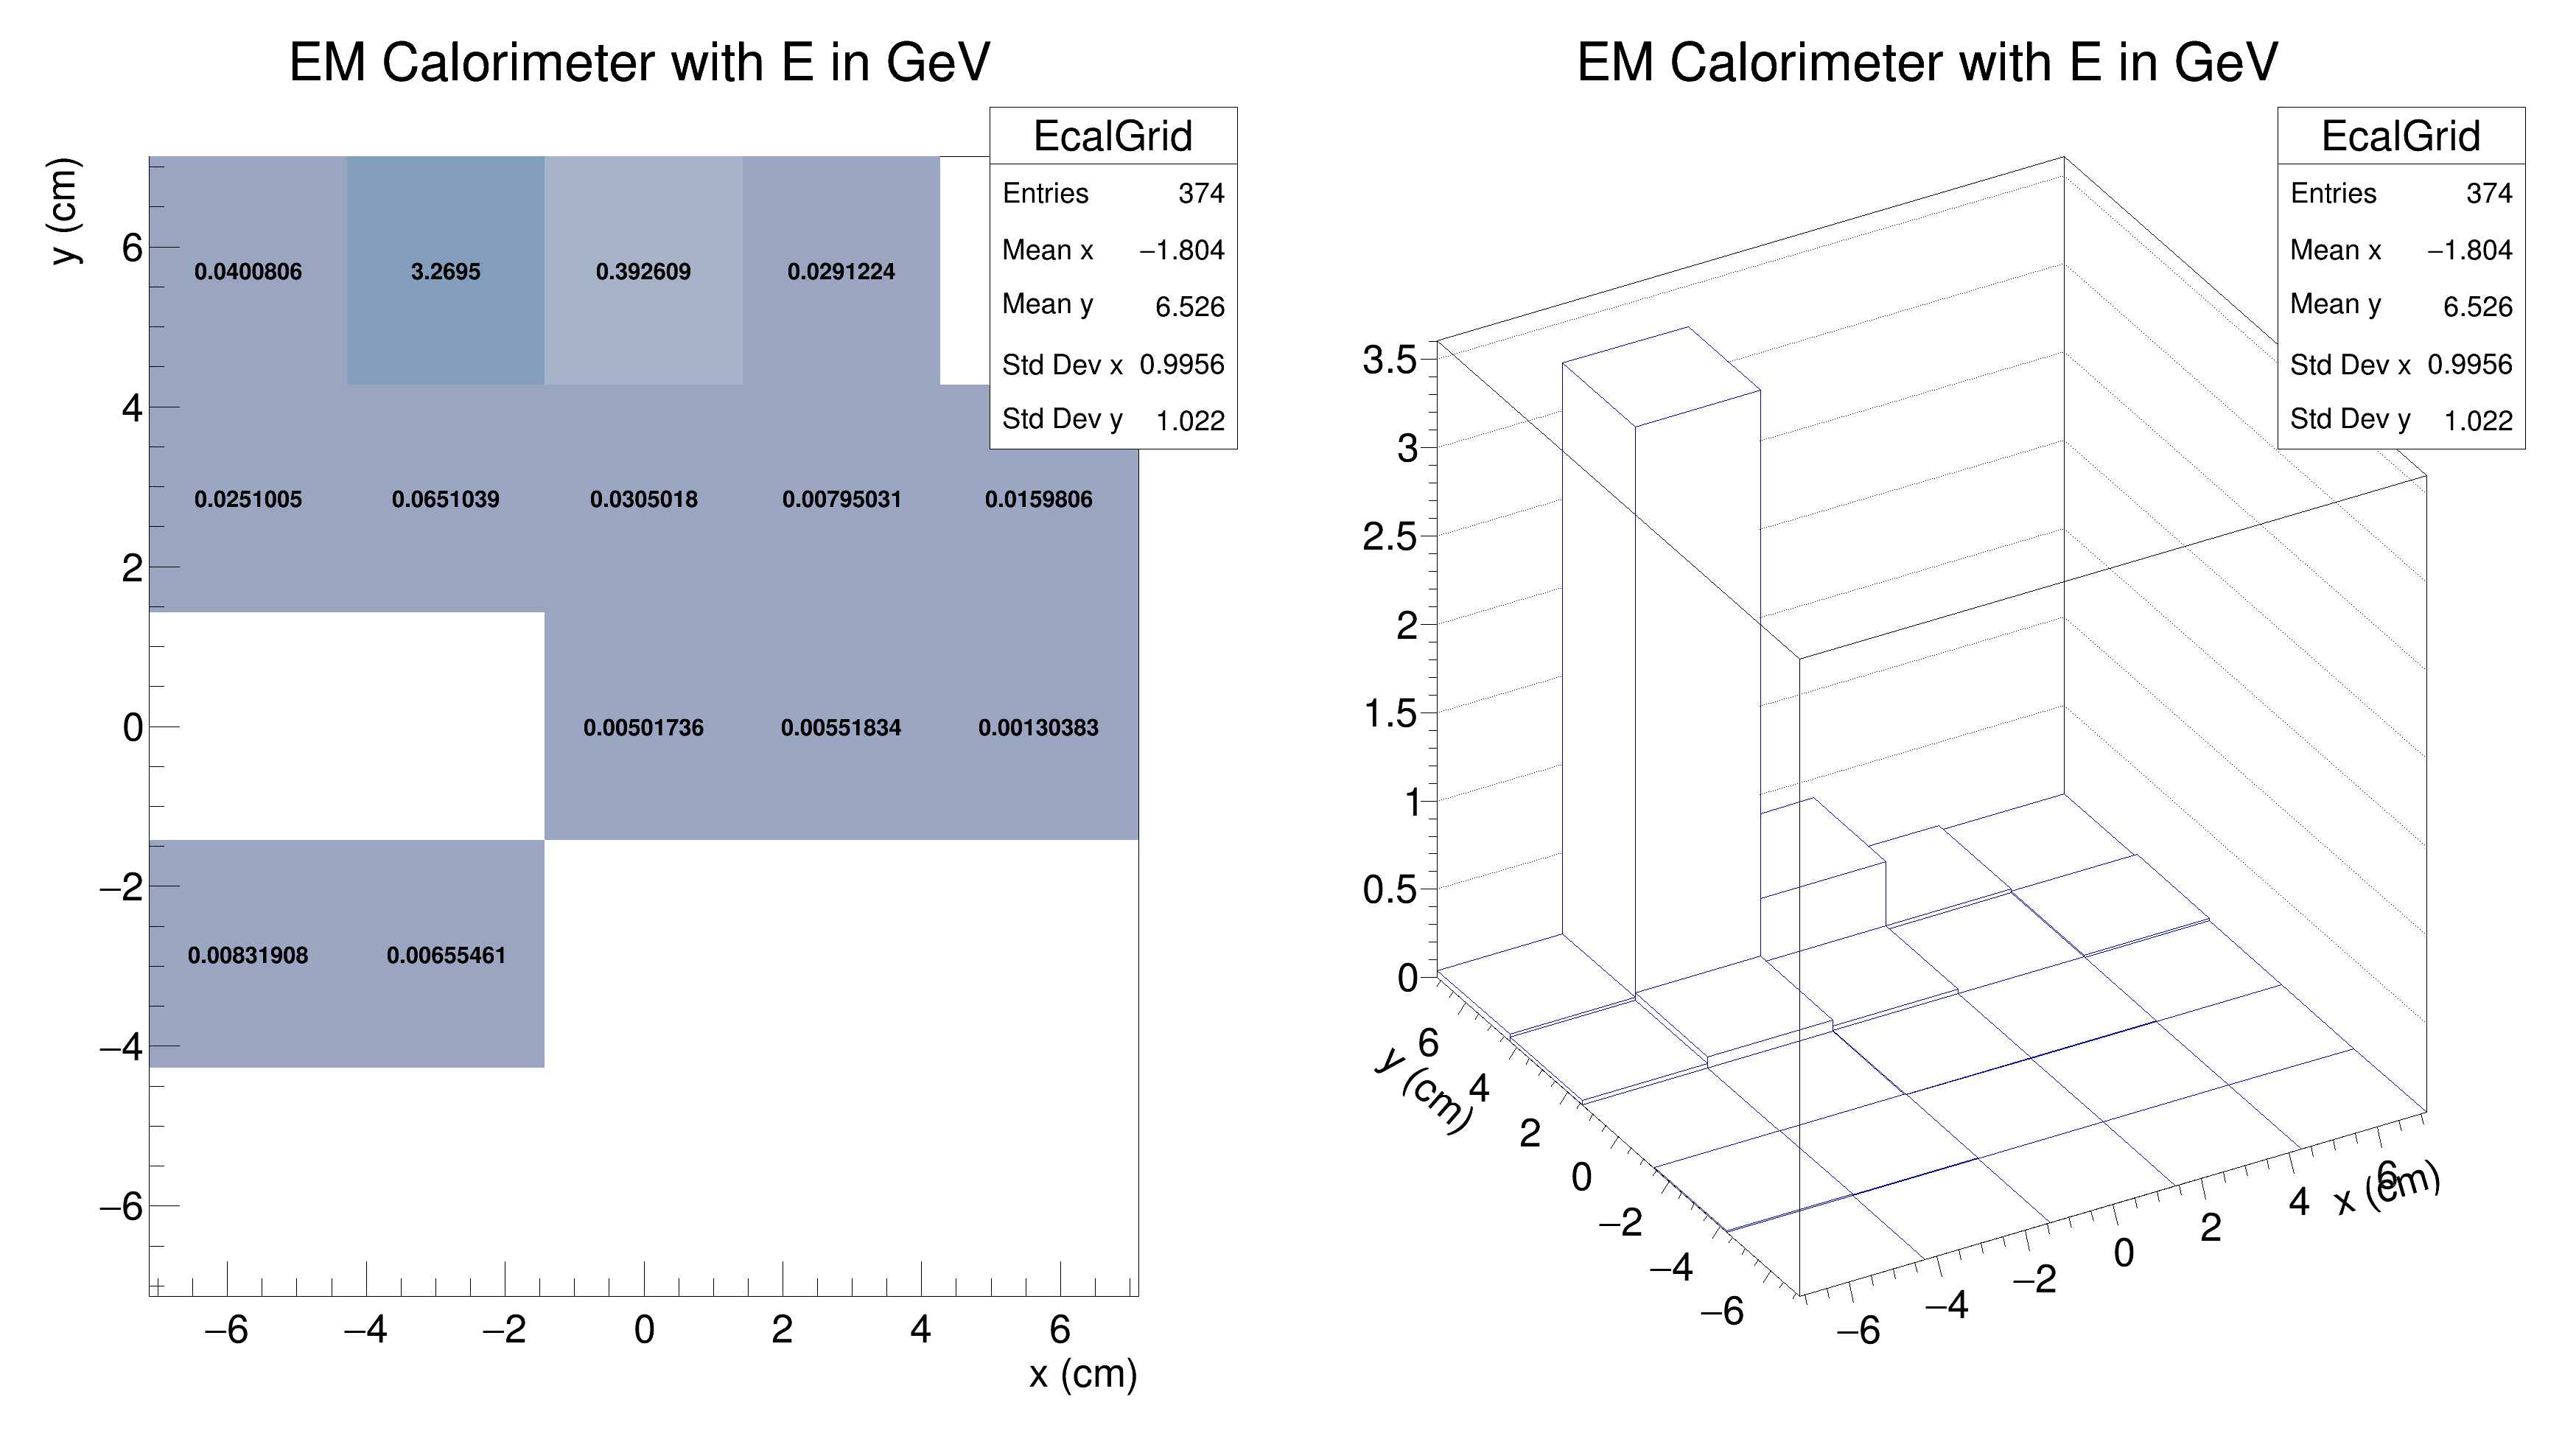 EM Calorimeter with E in GeV
EcalGrid
Entries 374
Mean x −1.804
Mean y 6.526
Std Dev x 0.9956
Std Dev y 1.022
y (cm)
6
4
2
0
−2
−4
−6
0.0400806 3.2695 0.392609 0.0291224
0.0251005 0.0651039 0.0305018 0.00795031 0.0159806
0.00501736 0.00551834 0.00130383
0.00831908 0.00655461
−6 −4 −2 0 2 4 6
x (cm)
EM Calorimeter with E in GeV
EcalGrid
Entries 374
Mean x −1.804
Mean y 6.526
Std Dev x 0.9956
Std Dev y 1.022
3.5
3
2.5
2
1.5
1
0.5
0
6
4
2
0
−2
−4
−6
y (cm)
−6 −4 −2 0 2 4 6
x (cm)